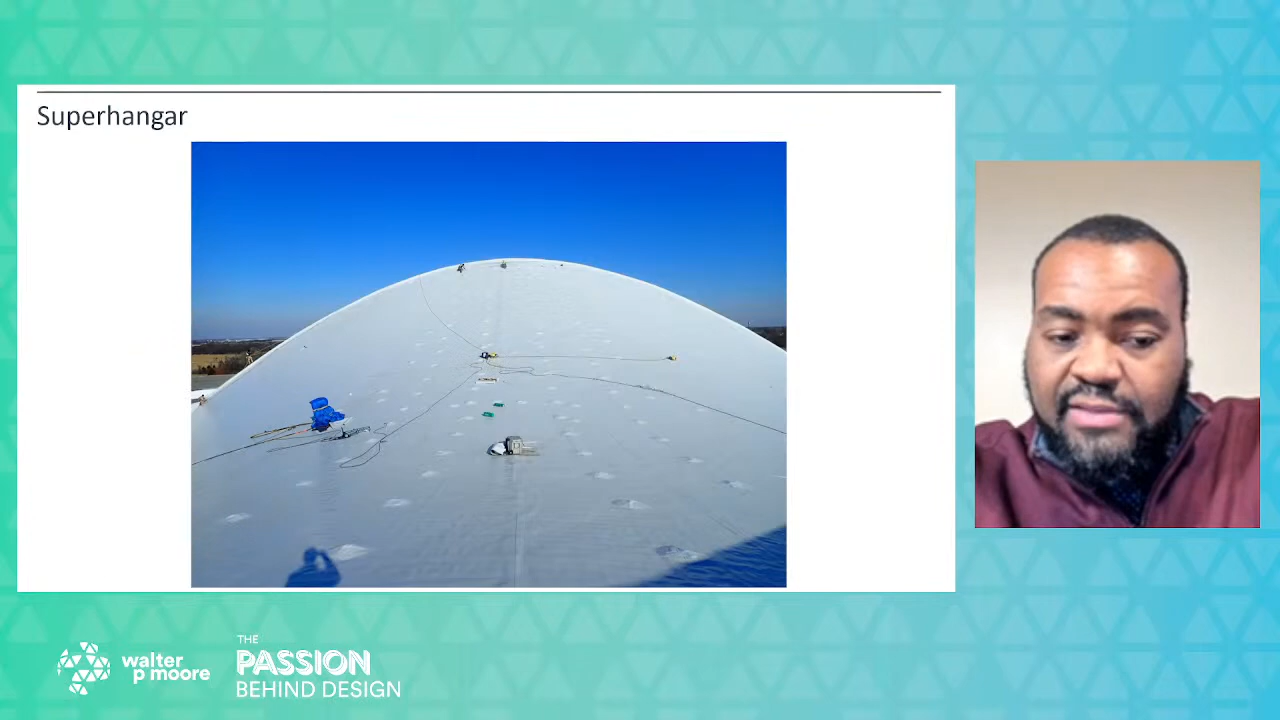 Superhangar
walter
p moore
THE
PASSION
BEHIND DESIGN